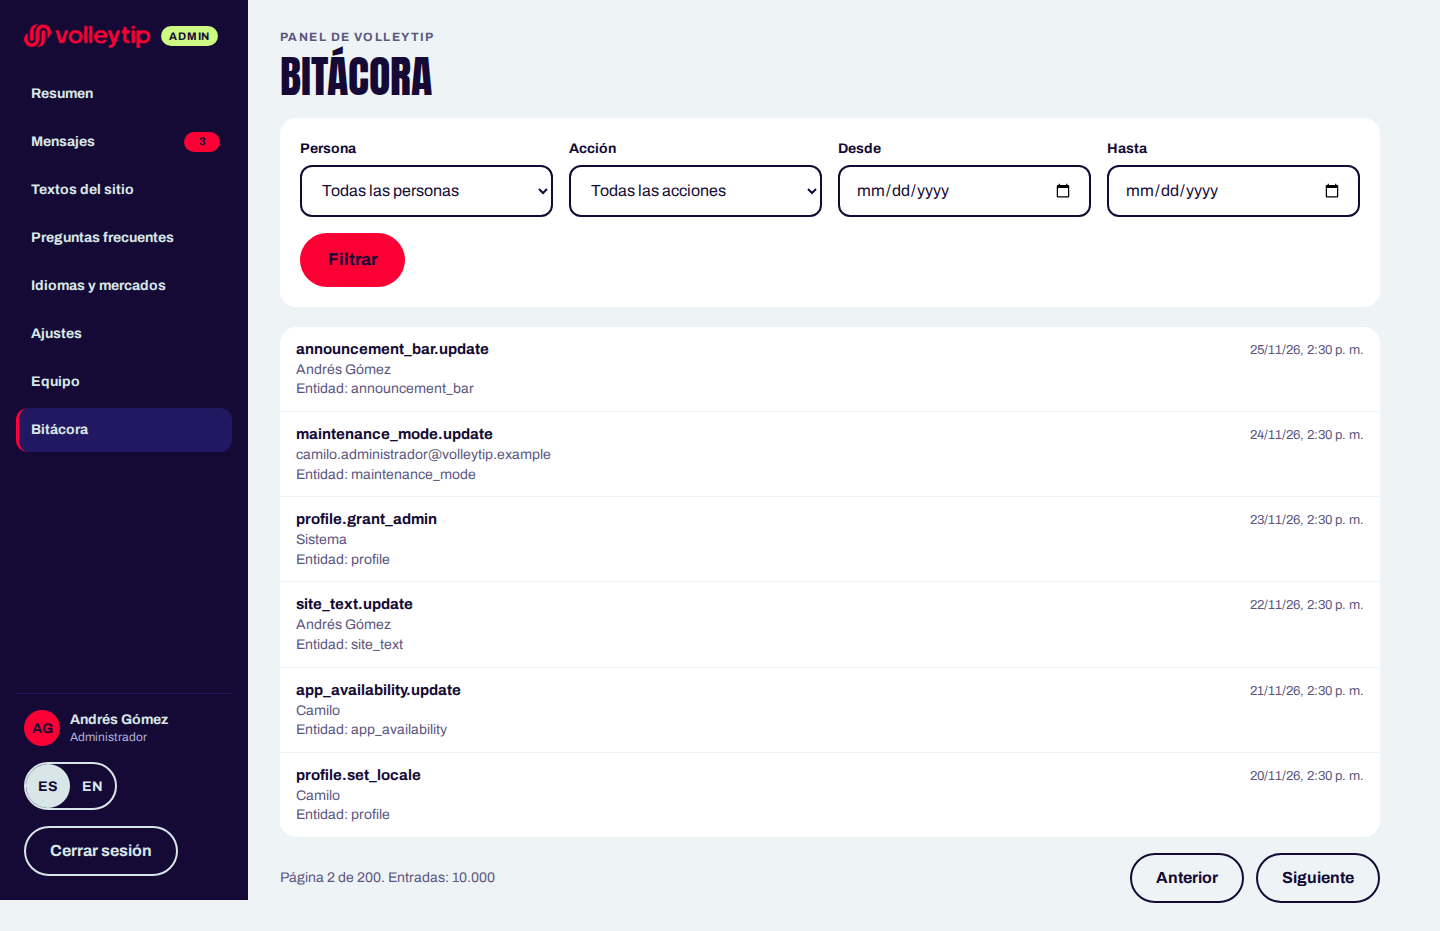 volleytip ADMIN
Resumen
Mensajes 3
Textos del sitio
Preguntas frecuentes
Idiomas y mercados
Ajustes
Equipo
Bitácora
AG Andrés Gómez
Administrador
ES EN
Cerrar sesión
PANEL DE VOLLEYTIP
BITÁCORA
Persona Acción Desde Hasta
Todas las personas Todas las acciones mm/dd/yyyy mm/dd/yyyy
Filtrar
announcement_bar.update 25/11/26, 2:30 p. m.
Andrés Gómez
Entidad: announcement_bar
maintenance_mode.update 24/11/26, 2:30 p. m.
camilo.administrador@volleytip.example
Entidad: maintenance_mode
profile.grant_admin 23/11/26, 2:30 p. m.
Sistema
Entidad: profile
site_text.update 22/11/26, 2:30 p. m.
Andrés Gómez
Entidad: site_text
app_availability.update 21/11/26, 2:30 p. m.
Camilo
Entidad: app_availability
profile.set_locale 20/11/26, 2:30 p. m.
Camilo
Entidad: profile
Página 2 de 200. Entradas: 10.000 Anterior Siguiente